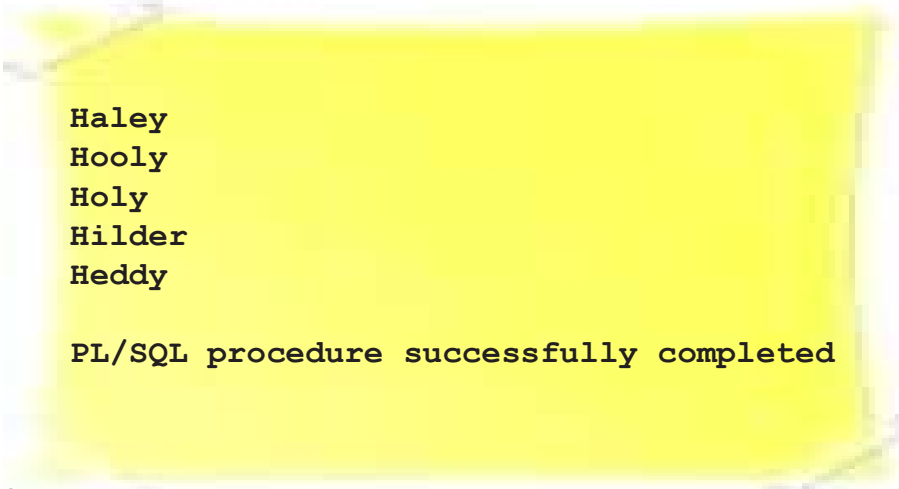 Haley
Hooly
Holy
Hilder
Heddy
PL/SQL procedure successfully completed